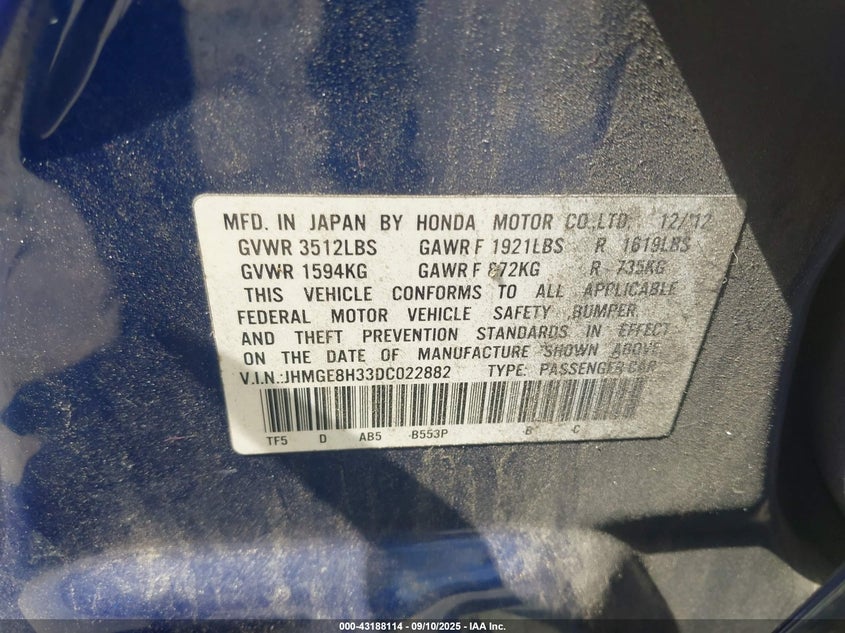 MFD. IN JAPAN BY HONDA MOTOR CO.,LTD. 12/12
GVWR 3512LBS GAWR F 1921LBS R 1619LBS
GVWR 1594KG GAWR F 872KG R 735KG
THIS VEHICLE CONFORMS TO ALL APPLICABLE
FEDERAL MOTOR VEHICLE SAFETY, BUMPER,
AND THEFT PREVENTION STANDARDS IN EFFECT
ON THE DATE OF MANUFACTURE SHOWN ABOVE.
V.I.N.:JHMGE8H33DC022882 TYPE: PASSENGER CAR
TF5 D AB5 B553P B C
000-43188114 - 09/10/2025 - IAA Inc.